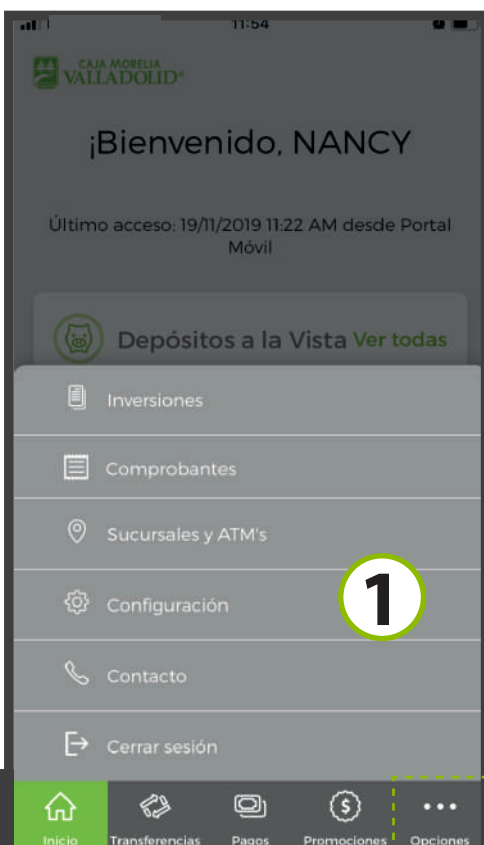 11:54
CAJA MORELIA
VALLADOLID®
¡Bienvenido, NANCY
Último acceso: 19/11/2019 11:22 AM desde Portal
Móvil
Depósitos a la Vista Ver todas
Inversiones
Comprobantes
Sucursales y ATM's
Configuración
1
Contacto
Cerrar sesión
Inicio Transferencias Pagos Promociones Opciones